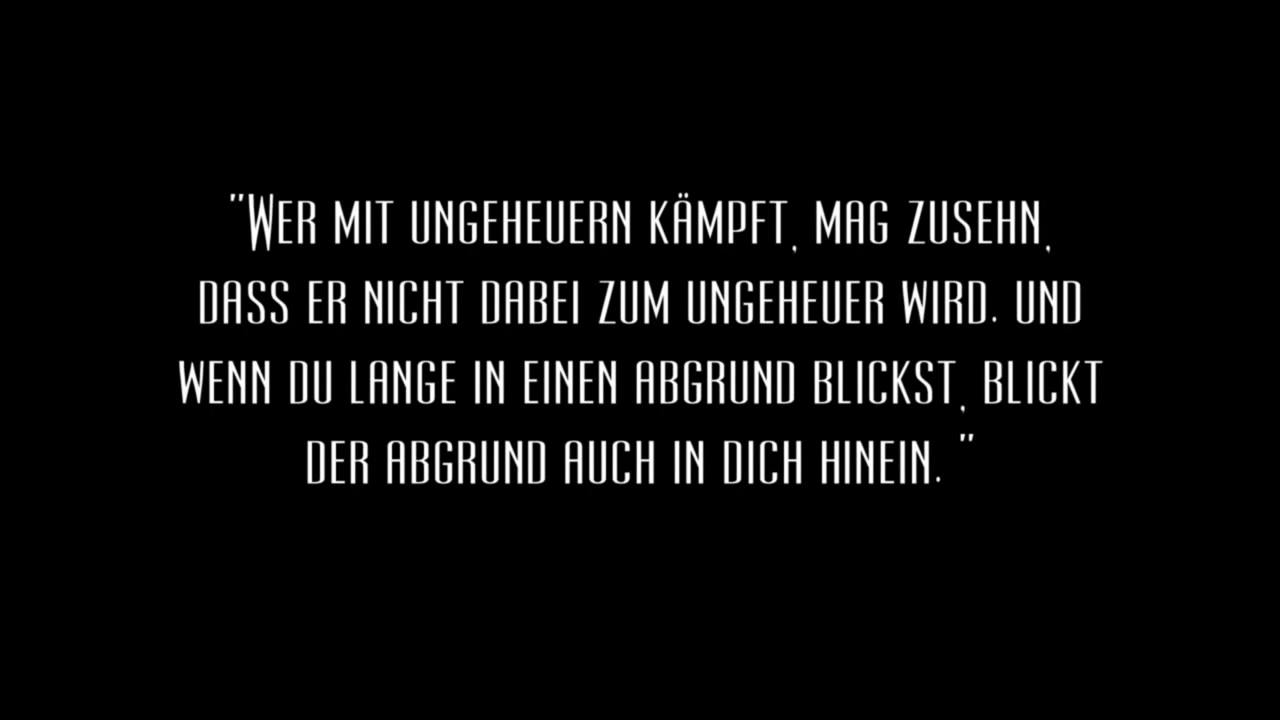 "Wer mit ungeheuern kämpft, mag zusehn,
dass er nicht dabei zum ungeheuer wird. und
wenn du lange in einen abgrund blickst, blickt
der abgrund auch in dich hinein. "